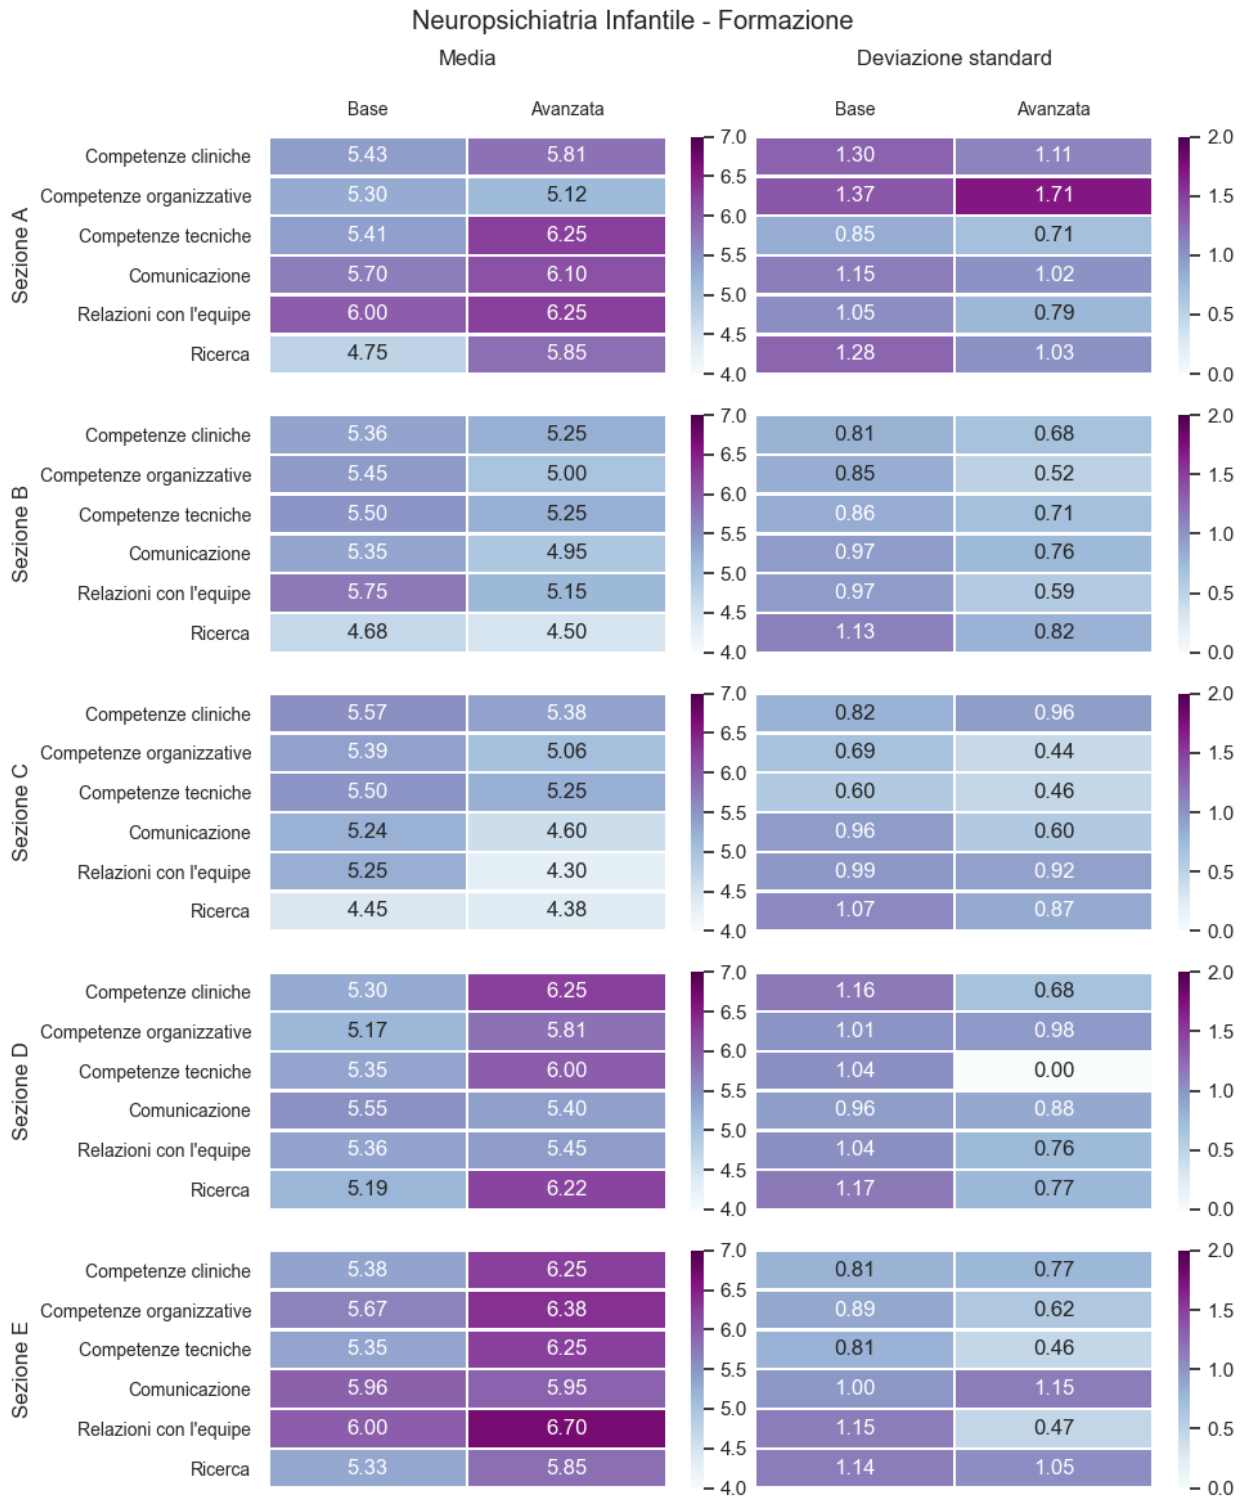 Neuropsichiatria Infantile - Formazione
Media Deviazione standard
Base Avanzata Base Avanzata
Sezione A
Competenze cliniche 5.43 5.81 1.30 1.11
Competenze organizzative 5.30 5.12 1.37 1.71
Competenze tecniche 5.41 6.25 0.85 0.71
Comunicazione 5.70 6.10 1.15 1.02
Relazioni con l'equipe 6.00 6.25 1.05 0.79
Ricerca 4.75 5.85 1.28 1.03
7.0 6.5 6.0 5.5 5.0 4.5 4.0
2.0 1.5 1.0 0.5 0.0
Sezione B
Competenze cliniche 5.36 5.25 0.81 0.68
Competenze organizzative 5.45 5.00 0.85 0.52
Competenze tecniche 5.50 5.25 0.86 0.71
Comunicazione 5.35 4.95 0.97 0.76
Relazioni con l'equipe 5.75 5.15 0.97 0.59
Ricerca 4.68 4.50 1.13 0.82
7.0 6.5 6.0 5.5 5.0 4.5 4.0
2.0 1.5 1.0 0.5 0.0
Sezione C
Competenze cliniche 5.57 5.38 0.82 0.96
Competenze organizzative 5.39 5.06 0.69 0.44
Competenze tecniche 5.50 5.25 0.60 0.46
Comunicazione 5.24 4.60 0.96 0.60
Relazioni con l'equipe 5.25 4.30 0.99 0.92
Ricerca 4.45 4.38 1.07 0.87
7.0 6.5 6.0 5.5 5.0 4.5 4.0
2.0 1.5 1.0 0.5 0.0
Sezione D
Competenze cliniche 5.30 6.25 1.16 0.68
Competenze organizzative 5.17 5.81 1.01 0.98
Competenze tecniche 5.35 6.00 1.04 0.00
Comunicazione 5.55 5.40 0.96 0.88
Relazioni con l'equipe 5.36 5.45 1.04 0.76
Ricerca 5.19 6.22 1.17 0.77
7.0 6.5 6.0 5.5 5.0 4.5 4.0
2.0 1.5 1.0 0.5 0.0
Sezione E
Competenze cliniche 5.38 6.25 0.81 0.77
Competenze organizzative 5.67 6.38 0.89 0.62
Competenze tecniche 5.35 6.25 0.81 0.46
Comunicazione 5.96 5.95 1.00 1.15
Relazioni con l'equipe 6.00 6.70 1.15 0.47
Ricerca 5.33 5.85 1.14 1.05
7.0 6.5 6.0 5.5 5.0 4.5 4.0
2.0 1.5 1.0 0.5 0.0